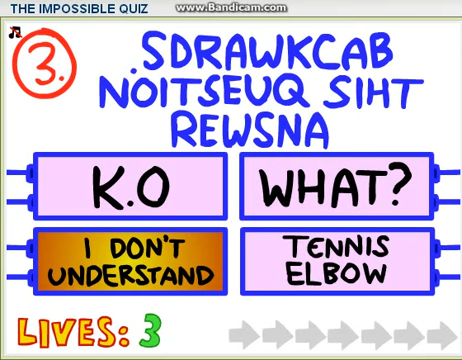 THE IMPOSSIBLE QUIZ
www.Bandicam.com
3.
.SDRAWKCAB
NOITSEUQ SIHT
REWSNA
K.O
WHAT?
I DON'T
UNDERSTAND
TENNIS
ELBOW
LIVES: 3